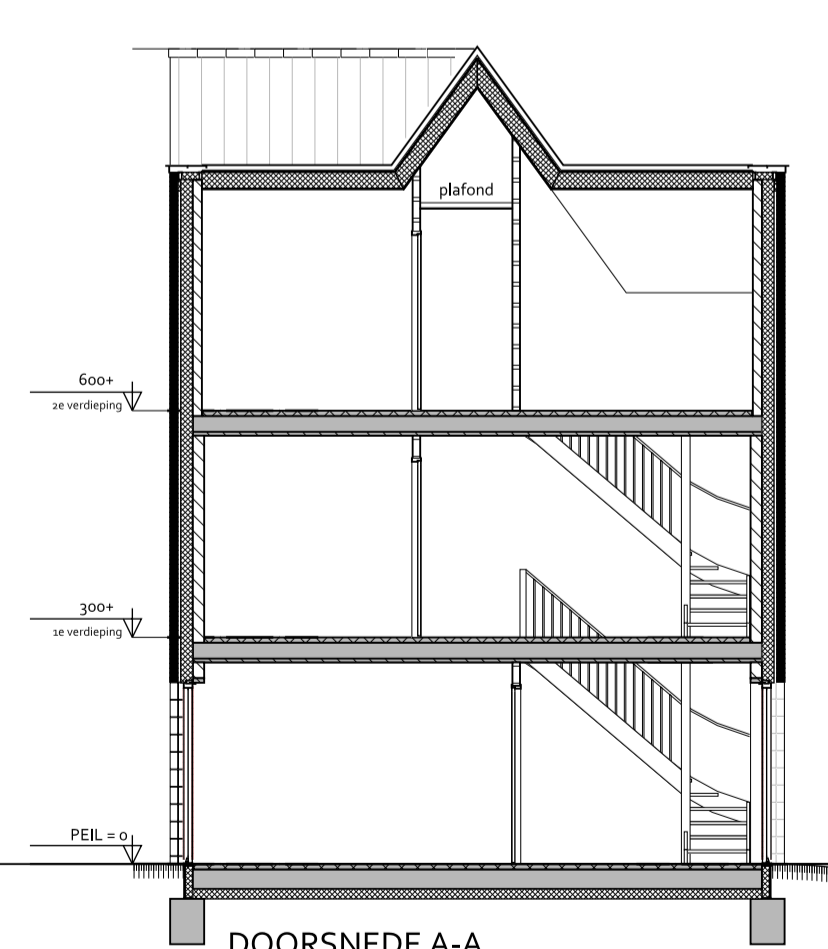 plafond
600+
2e verdieping
300+
1e verdieping
PEIL = 0
DOORSNEDE A-A